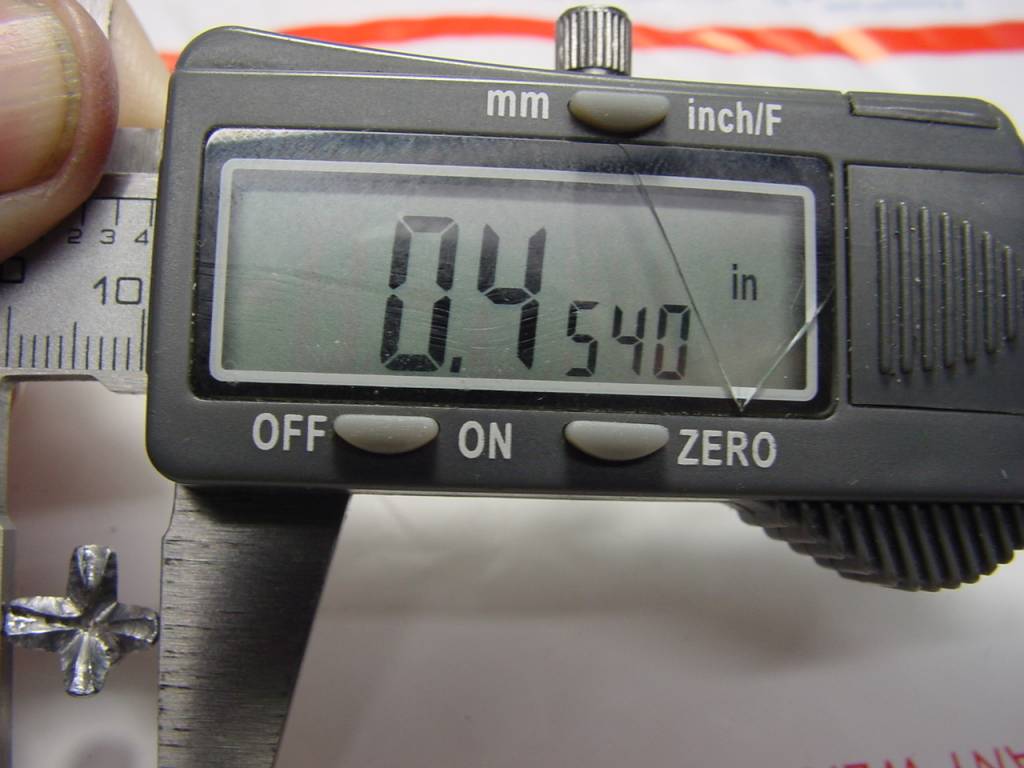 mm inch/F
2 3 4
10
0.4540 in
OFF ON ZERO